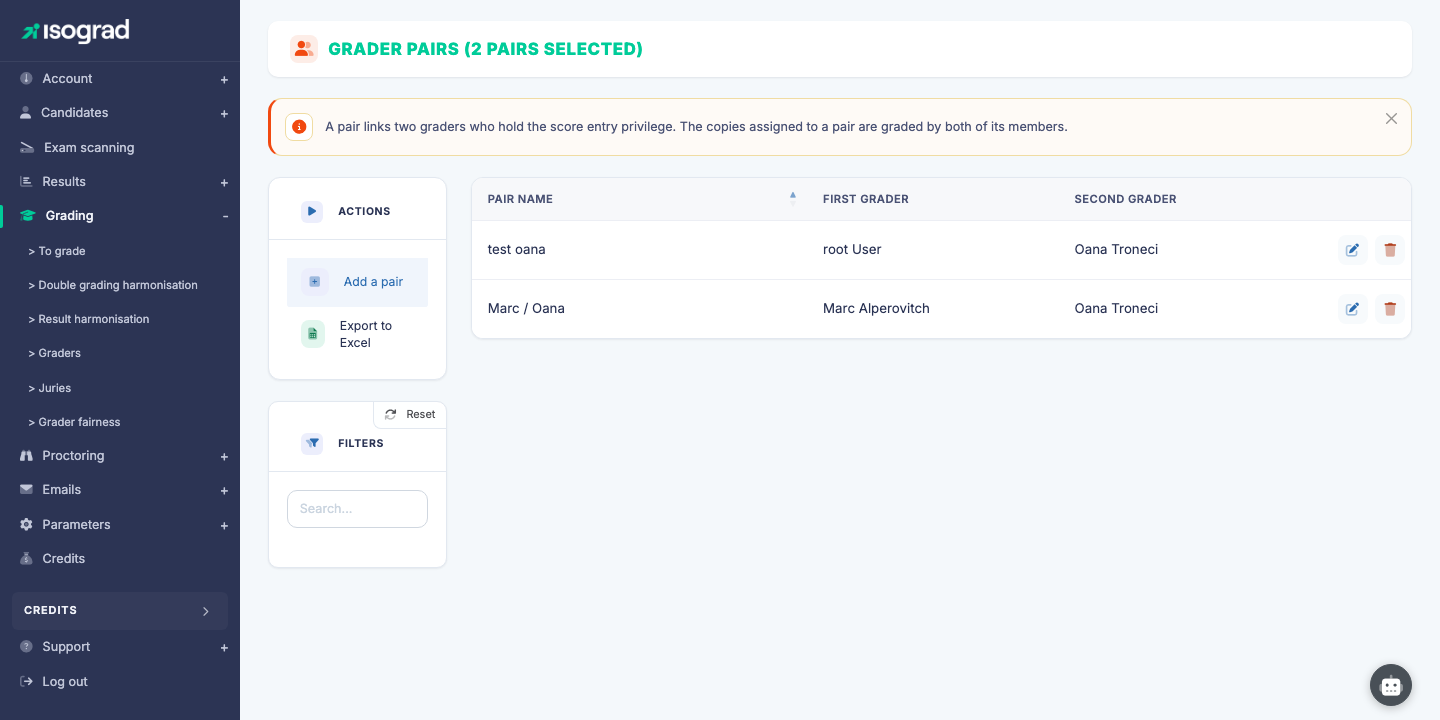 isograd
Account +
Candidates +
Exam scanning
Results +
Grading -
> To grade
> Double grading harmonisation
> Result harmonisation
> Graders
> Juries
> Grader fairness
Proctoring +
Emails +
Parameters +
Credits
CREDITS
Support +
Log out
GRADER PAIRS (2 PAIRS SELECTED)
A pair links two graders who hold the score entry privilege. The copies assigned to a pair are graded by both of its members.
ACTIONS
Add a pair
Export to
Excel
Reset
FILTERS
Search...
PAIR NAME FIRST GRADER SECOND GRADER
test oana root User Oana Troneci
Marc / Oana Marc Alperovitch Oana Troneci